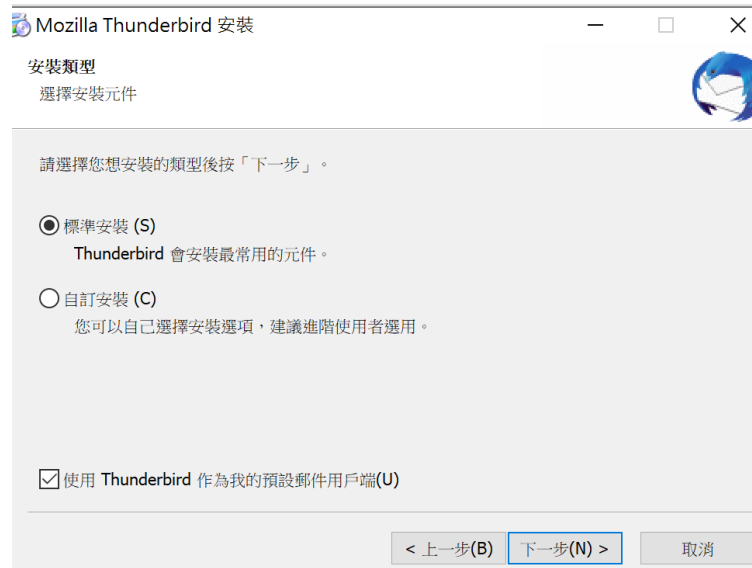 Mozilla Thunderbird 安裝
安裝類型
選擇安裝元件
請選擇您想安裝的類型後按「下一步」。
標準安裝 (S)
Thunderbird 會安裝最常用的元件。
自訂安裝 (C)
您可以自己選擇安裝選項，建議進階使用者選用。
使用 Thunderbird 作為我的預設郵件用戶端(U)
< 上一步(B) 下一步(N) > 取消